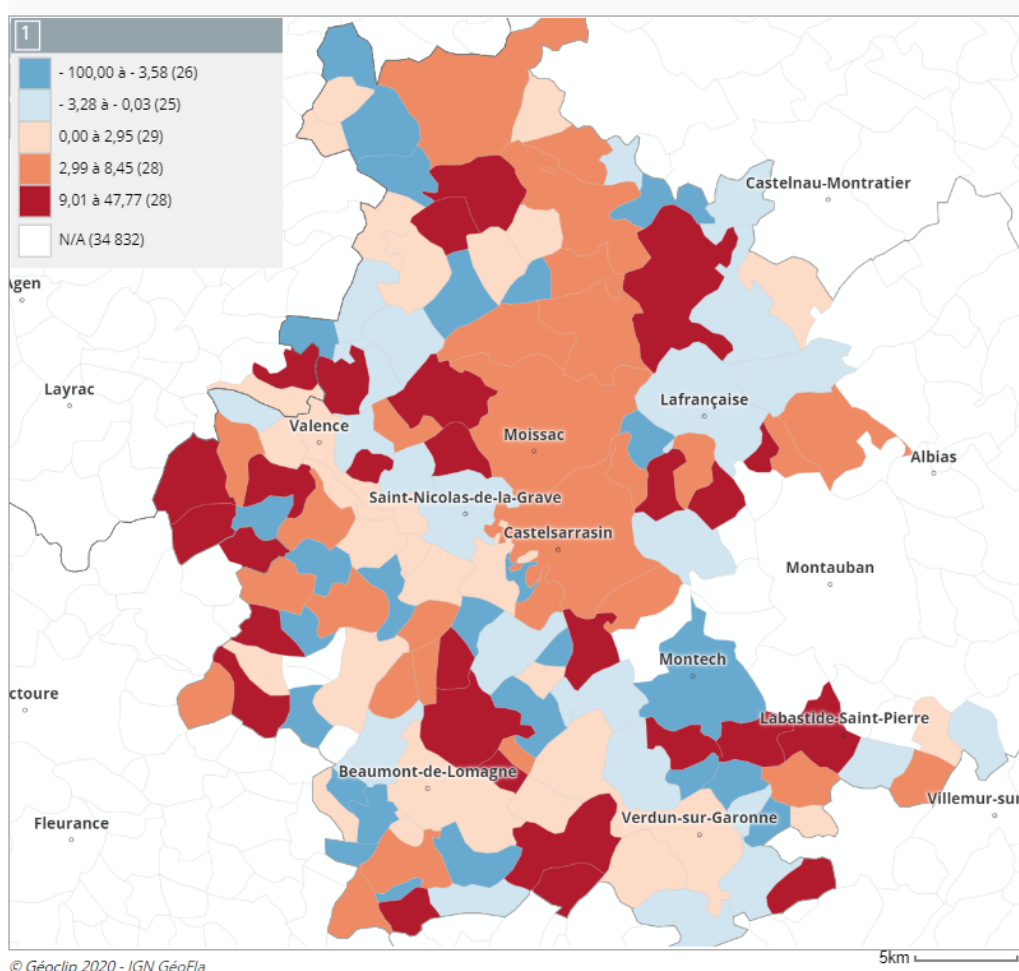 1
- 100,00 à - 3,58 (26)
- 3,28 à - 0,03 (25)
0,00 à 2,95 (29)
2,99 à 8,45 (28)
9,01 à 47,77 (28)
N/A (34 832)
Castelnau-Montratier
gen
Layrac
Lafrançaise
Valence
Moissac
Albias
Saint-Nicolas-de-la-Grave
Castelsarrasin
Montauban
Montech
ctoure
Labastide-Saint-Pierre
Beaumont-de-Lomagne
Villemur-sur
Fleurance
Verdun-sur-Garonne
5km
© Géoclip 2020 - IGN GéoFla